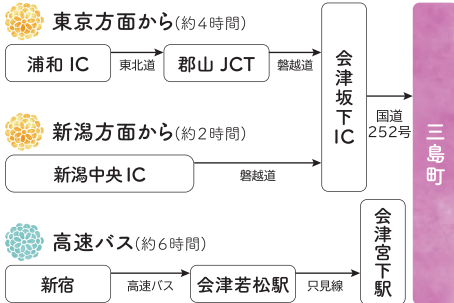 東京方面から(約4時間)
浦和 IC
東北道
郡山 JCT
磐越道
会津坂下IC
国道
252号
三島町
新潟方面から(約2時間)
新潟中央IC
磐越道
高速バス(約6時間)
新宿
高速バス
会津若松駅
只見線
会津宮下駅